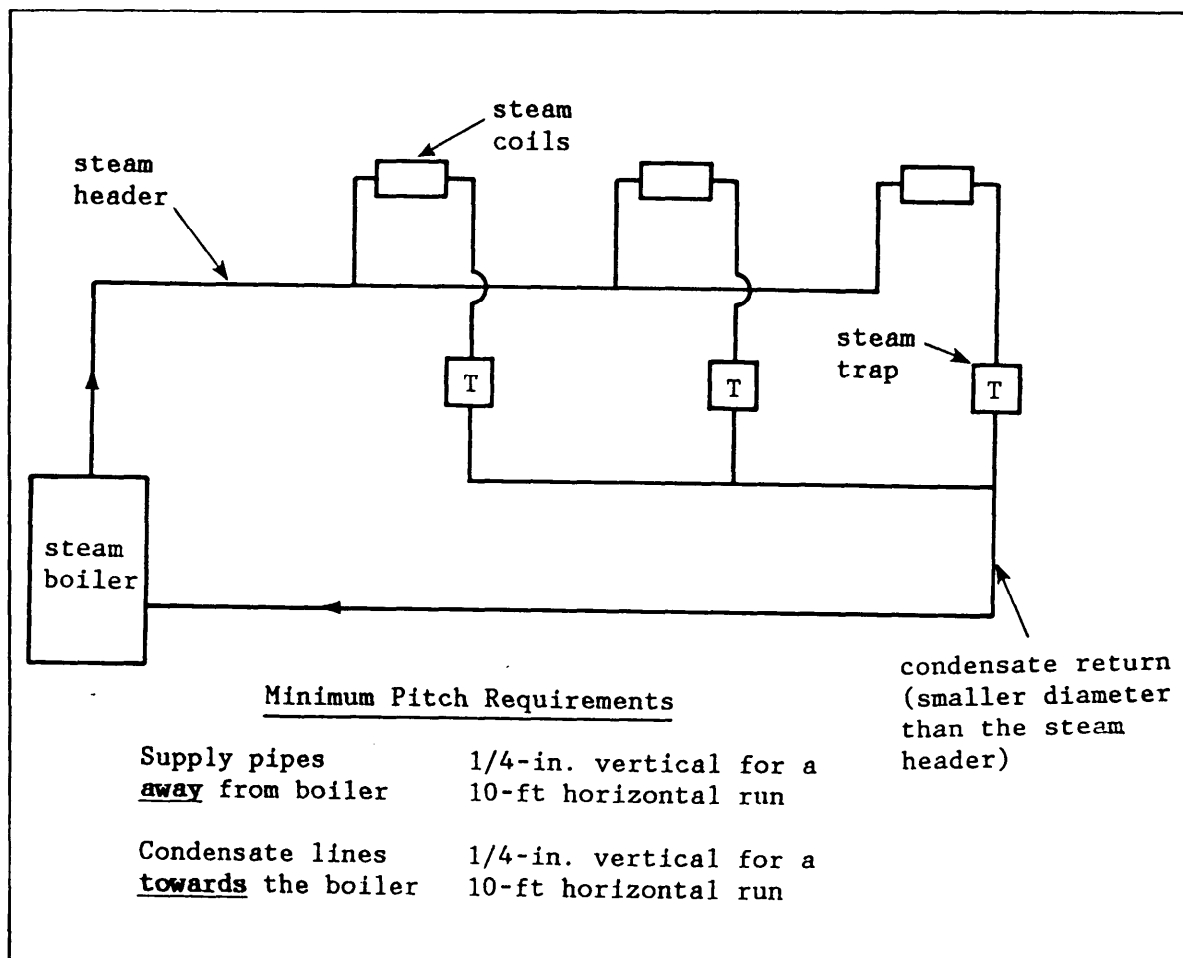 steam
coils
steam
header
steam
trap
T
T
T
steam
boiler
condensate return
(smaller diameter
than the steam
header)
Minimum Pitch Requirements
Supply pipes
away from boiler
1/4-in. vertical for a
10-ft horizontal run
Condensate lines
towards the boiler
1/4-in. vertical for a
10-ft horizontal run